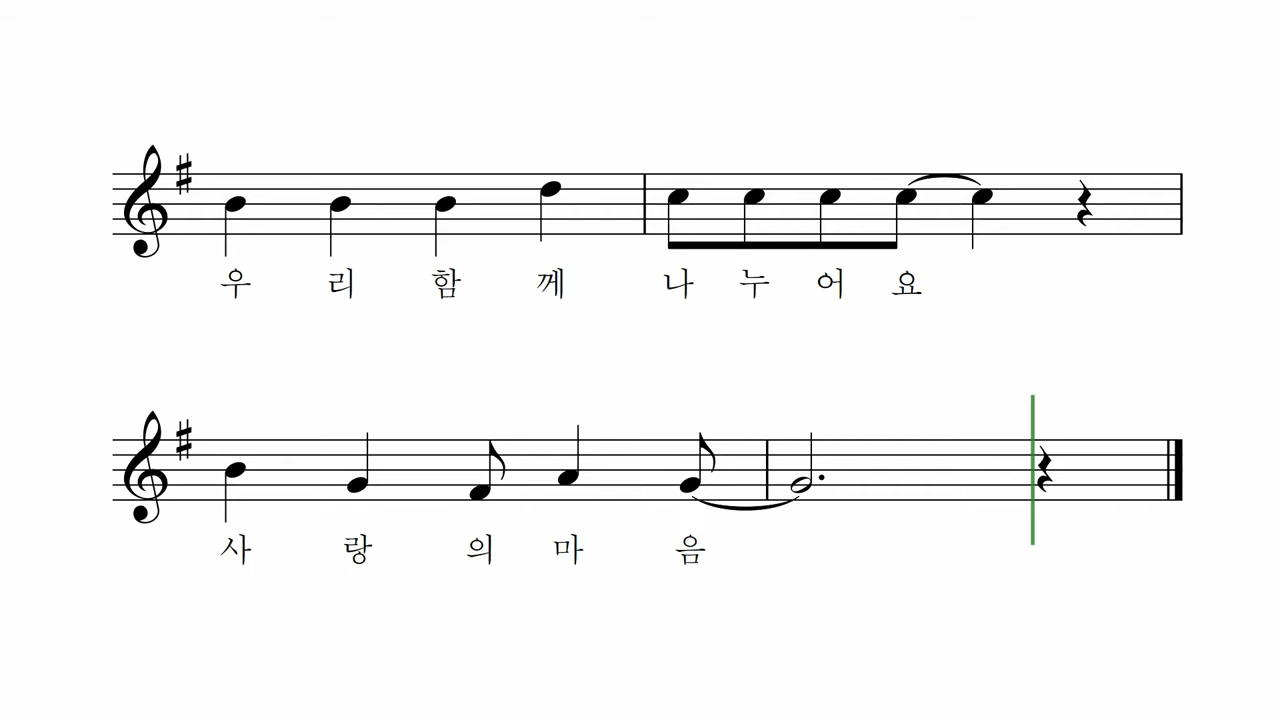 우 리 함 께 나 누 어 요
사 랑 의 마 음